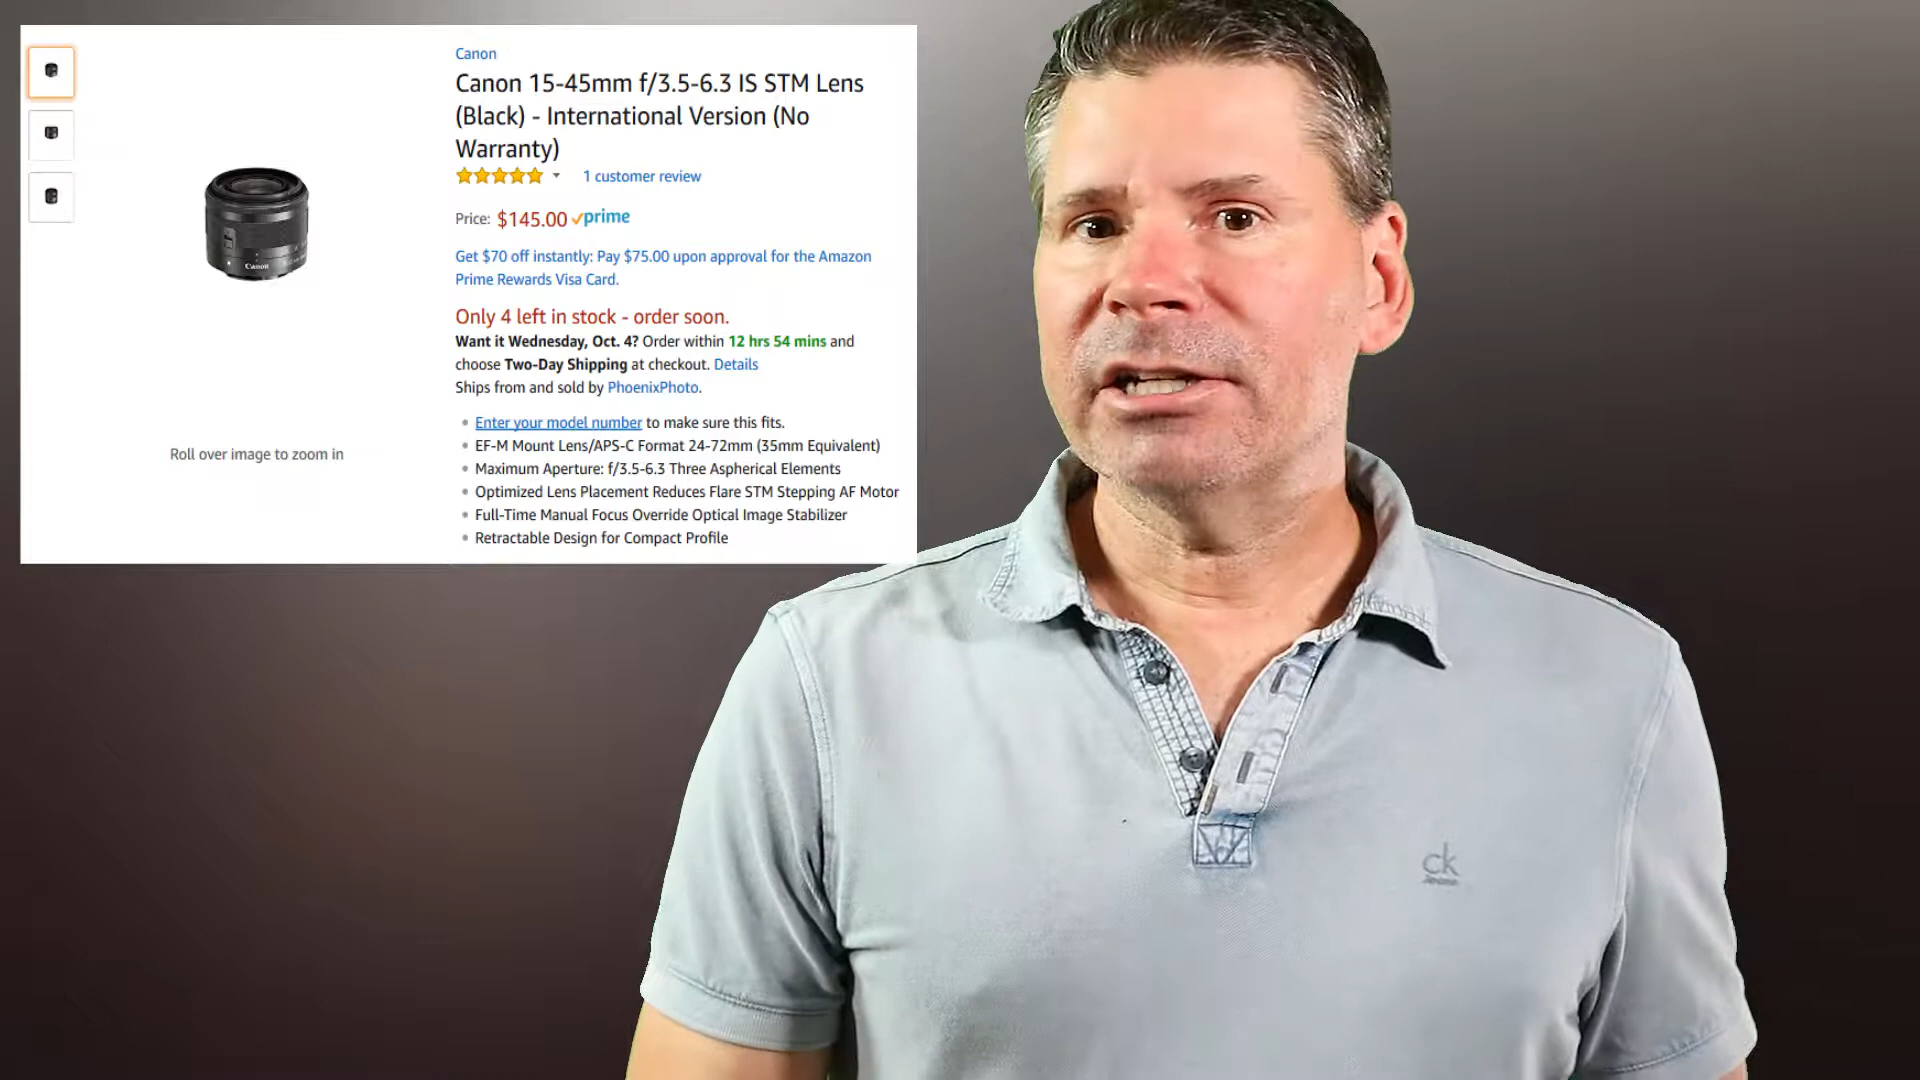 Canon
Canon 15-45mm f/3.5-6.3 IS STM Lens
(Black) - International Version (No
Warranty)
1 customer review
Price: $145.00 prime
Get $70 off instantly: Pay $75.00 upon approval for the Amazon
Prime Rewards Visa Card.
Only 4 left in stock - order soon.
Want it Wednesday, Oct. 4? Order within 12 hrs 54 mins and
choose Two-Day Shipping at checkout. Details
Ships from and sold by PhoenixPhoto.
Enter your model number to make sure this fits.
EF-M Mount Lens/APS-C Format 24-72mm (35mm Equivalent)
Maximum Aperture: f/3.5-6.3 Three Aspherical Elements
Optimized Lens Placement Reduces Flare STM Stepping AF Motor
Full-Time Manual Focus Override Optical Image Stabilizer
Retractable Design for Compact Profile
Canon
Roll over image to zoom in
ck